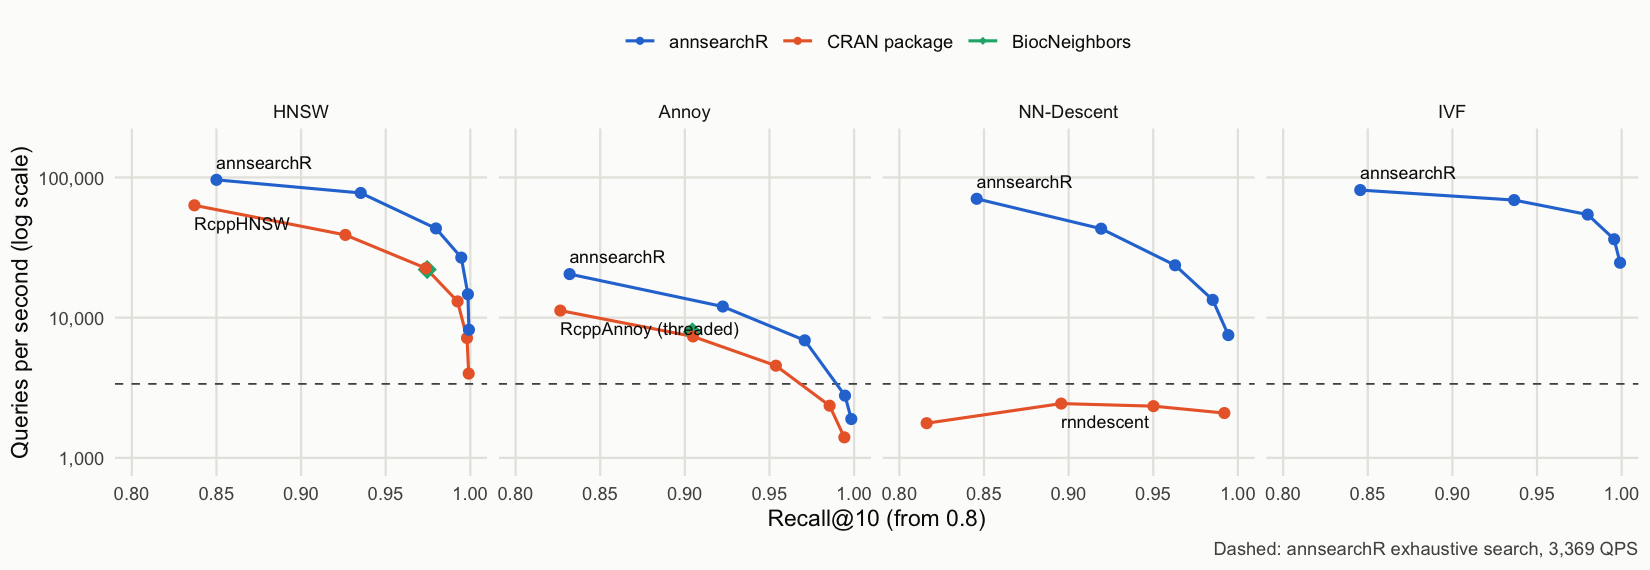 annsearchR CRAN package BiocNeighbors
HNSW Annoy NN-Descent IVF
Queries per second (log scale)
100,000
10,000
1,000
annsearchR
RcppHNSW
annsearchR
RcppAnnoy (threaded)
annsearchR
rnndescent
annsearchR
0.80 0.85 0.90 0.95 1.00 0.80 0.85 0.90 0.95 1.00 0.80 0.85 0.90 0.95 1.00 0.80 0.85 0.90 0.95 1.00
Recall@10 (from 0.8)
Dashed: annsearchR exhaustive search, 3,369 QPS